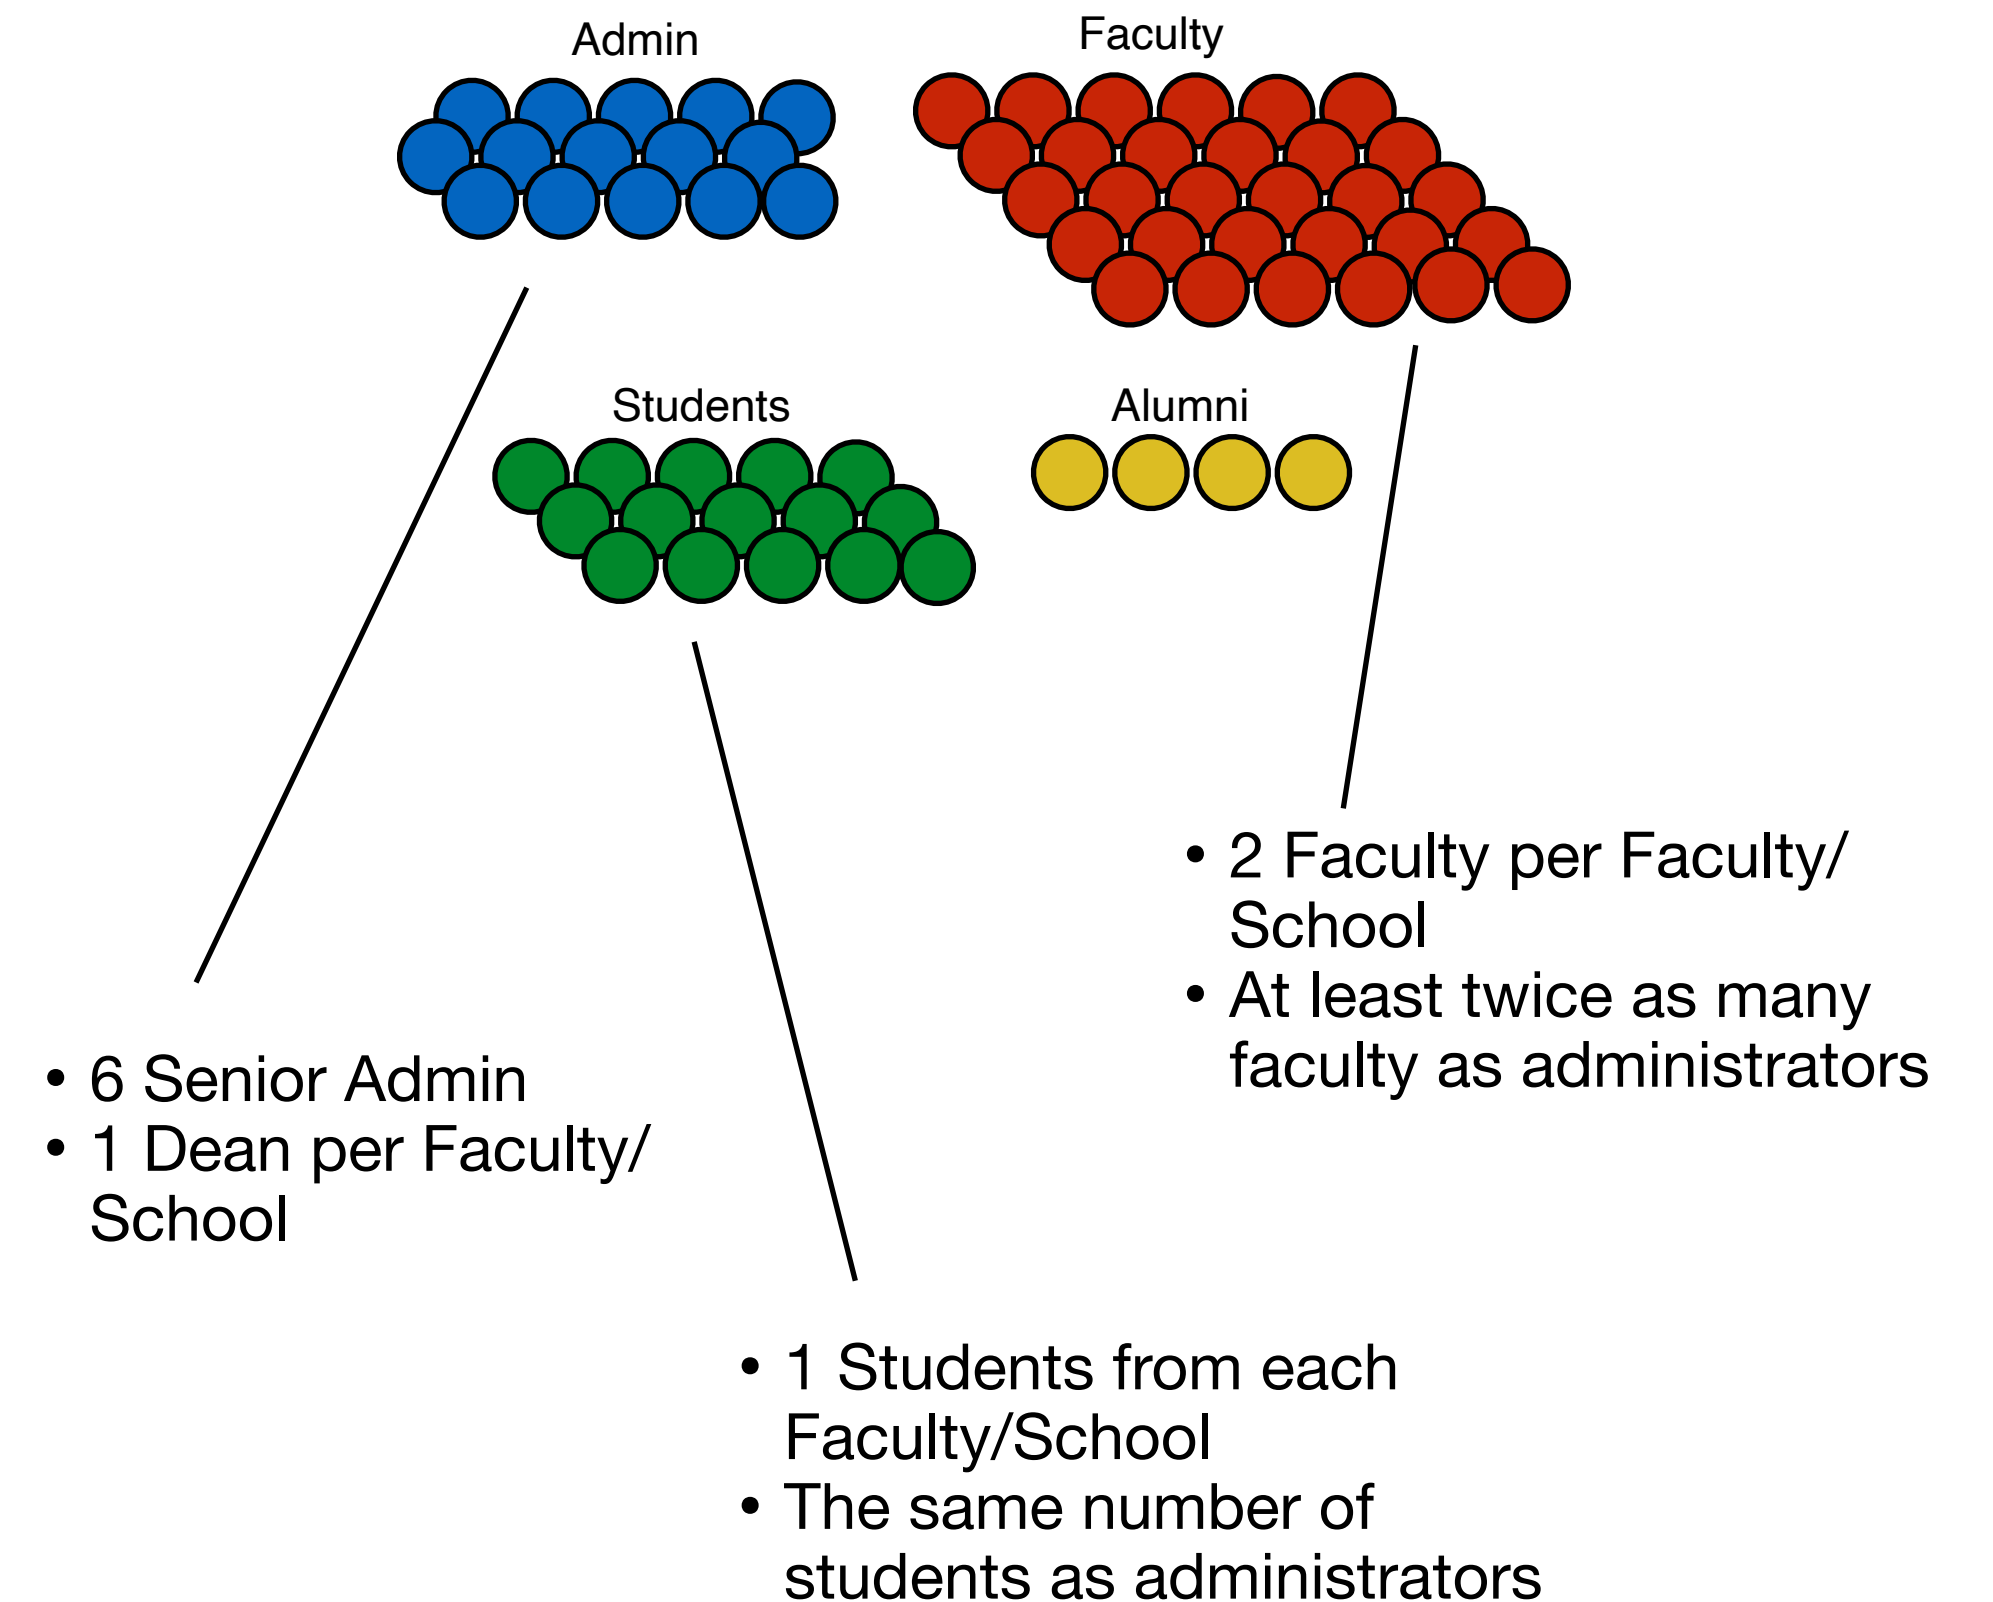 Admin
Faculty
Students
Alumni
• 2 Faculty per Faculty/
School
• At least twice as many
faculty as administrators
• 6 Senior Admin
• 1 Dean per Faculty/
School
• 1 Students from each
Faculty/School
• The same number of
students as administrators